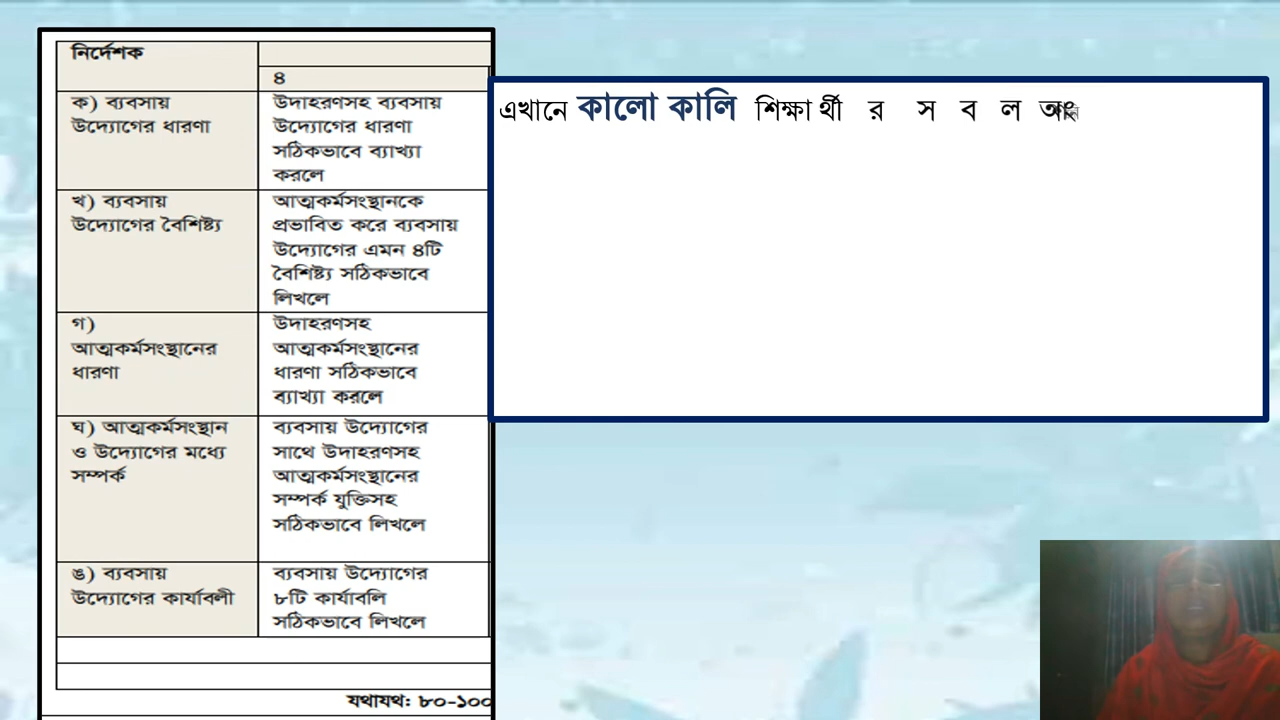 নির্দেশক
৪
ক) ব্যবসায়
উদ্যোগের ধারণা
উদাহরণসহ ব্যবসায়
উদ্যোগের ধারণা
সঠিকভাবে ব্যাখ্যা
করলে
খ) ব্যবসায়
উদ্যোগের বৈশিষ্ট্য
আত্মকর্মসংস্থানকে
প্রভাবিত করে ব্যবসায়
উদ্যোগের এমন ৪টি
বৈশিষ্ট্য সঠিকভাবে
লিখলে
গ)
আত্মকর্মসংস্থানের
ধারণা
উদাহরণসহ
আত্মকর্মসংস্থানের
ধারণা সঠিকভাবে
ব্যাখ্যা করলে
ঘ) আত্মকর্মসংস্থান
ও উদ্যোগের মধ্যে
সম্পর্ক
ব্যবসায় উদ্যোগের
সাথে উদাহরণসহ
আত্মকর্মসংস্থানের
সম্পর্ক যুক্তিসহ
সঠিকভাবে লিখলে
ঙ) ব্যবসায়
উদ্যোগের কার্যাবলী
ব্যবসায় উদ্যোগের
৮টি কার্যাবলি
সঠিকভাবে লিখলে
যথাযথ: ৮০-১০০
এখানে কালো কালি শিক্ষার্থী র স ব ল